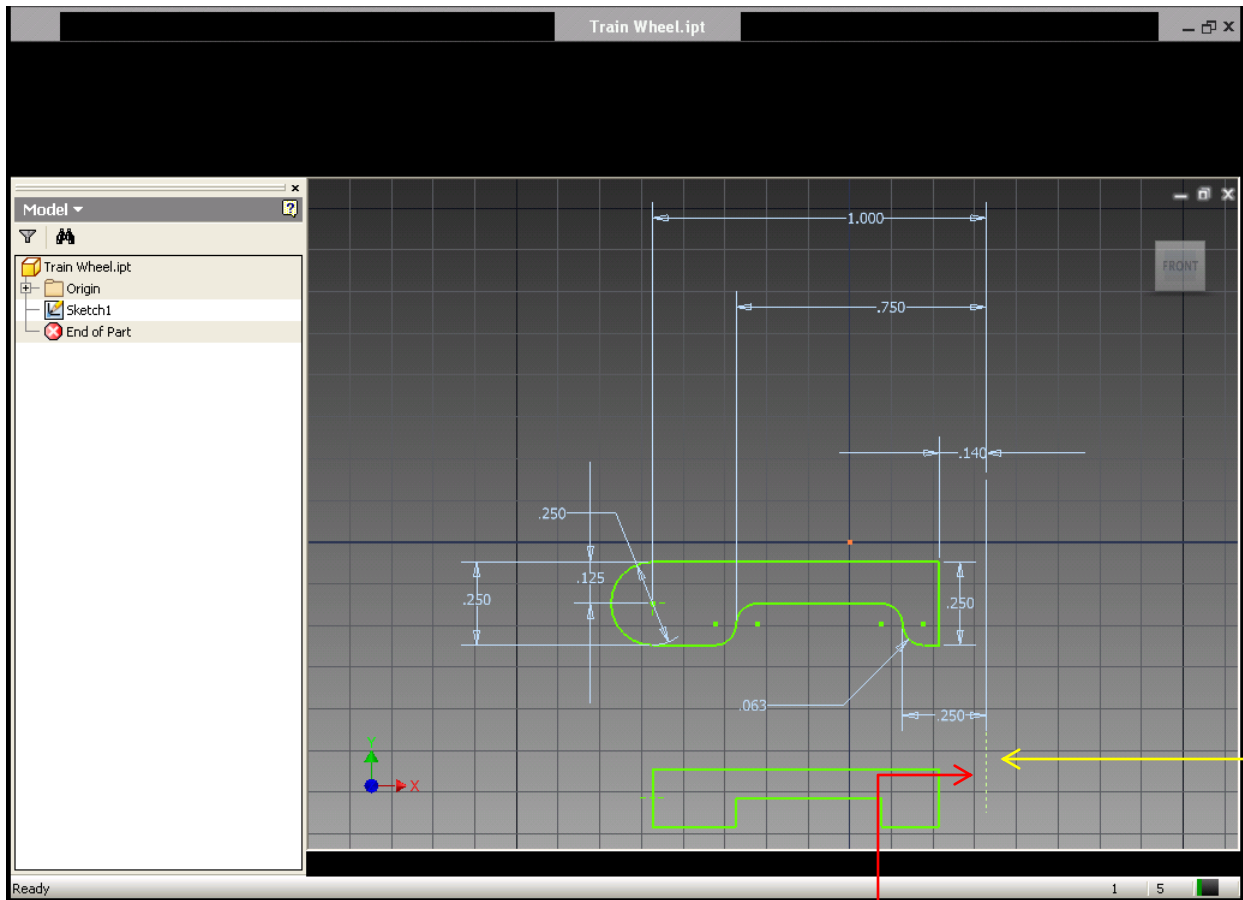 Train Wheel.ipt
Model
Train Wheel.ipt
Origin
Sketch1
End of Part
1.000
FRONT
.750
.140
.250
.125
.250
.250
.063
.250
Y
X
Ready
1 5